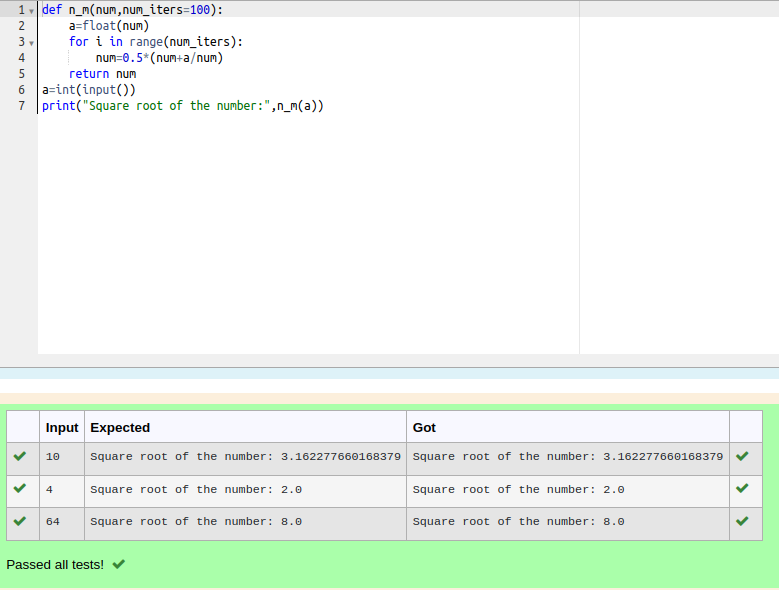 1 def n_m(num,num_iters=100):
2     a=float(num)
3     for i in range(num_iters):
4         num=0.5*(num+a/num)
5     return num
6 a=int(input())
7 print("Square root of the number:",n_m(a))
Input Expected Got
10 Square root of the number: 3.162277660168379 Square root of the number: 3.162277660168379
4 Square root of the number: 2.0 Square root of the number: 2.0
64 Square root of the number: 8.0 Square root of the number: 8.0
Passed all tests!